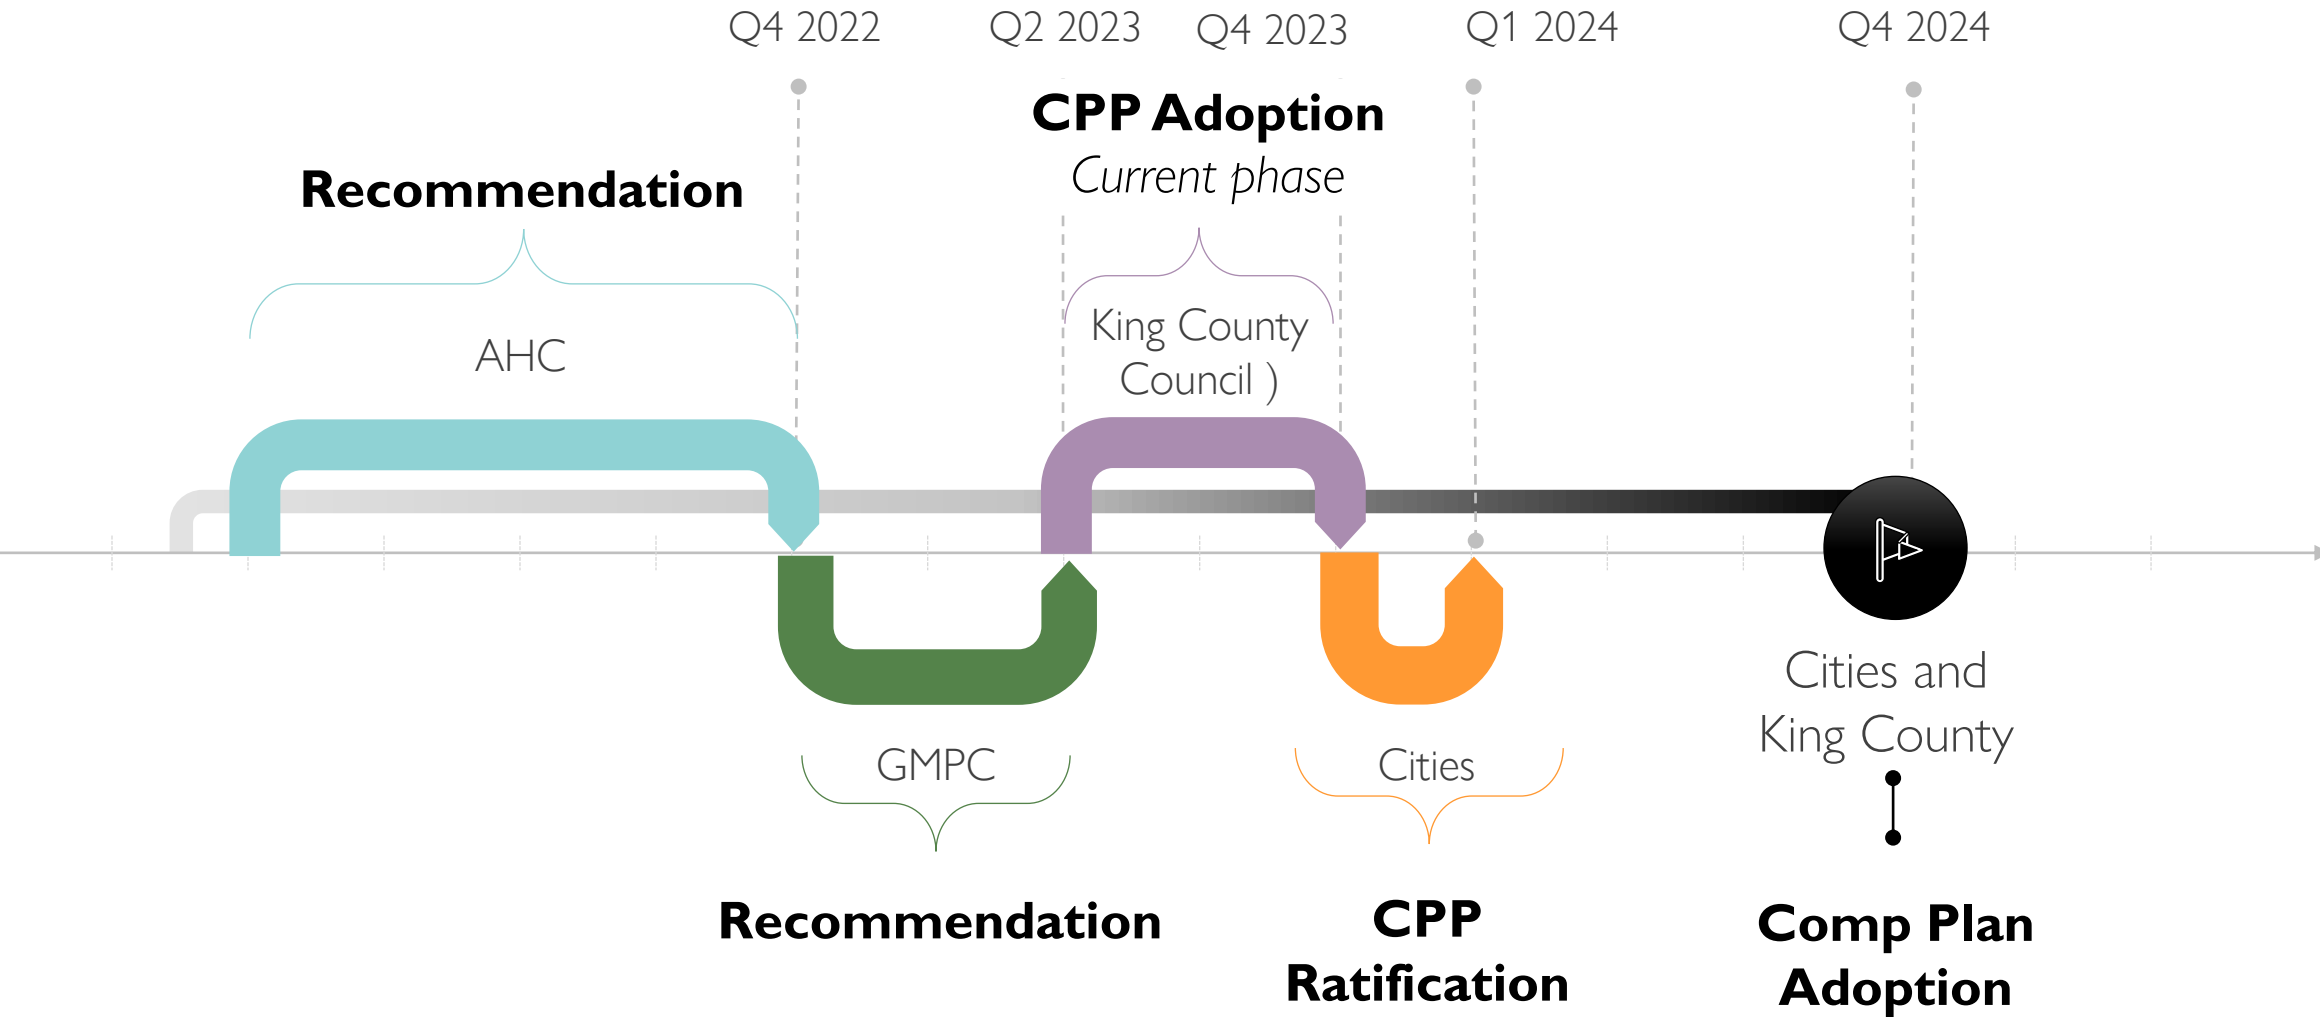 Q4 2022
Q2 2023
Q4 2023
Q1 2024
Q4 2024
CPP Adoption
Current phase
Recommendation
King County
Council )
AHC
Cities and
King County
GMPC
Cities
Recommendation
CPP
Ratification
Comp Plan
Adoption